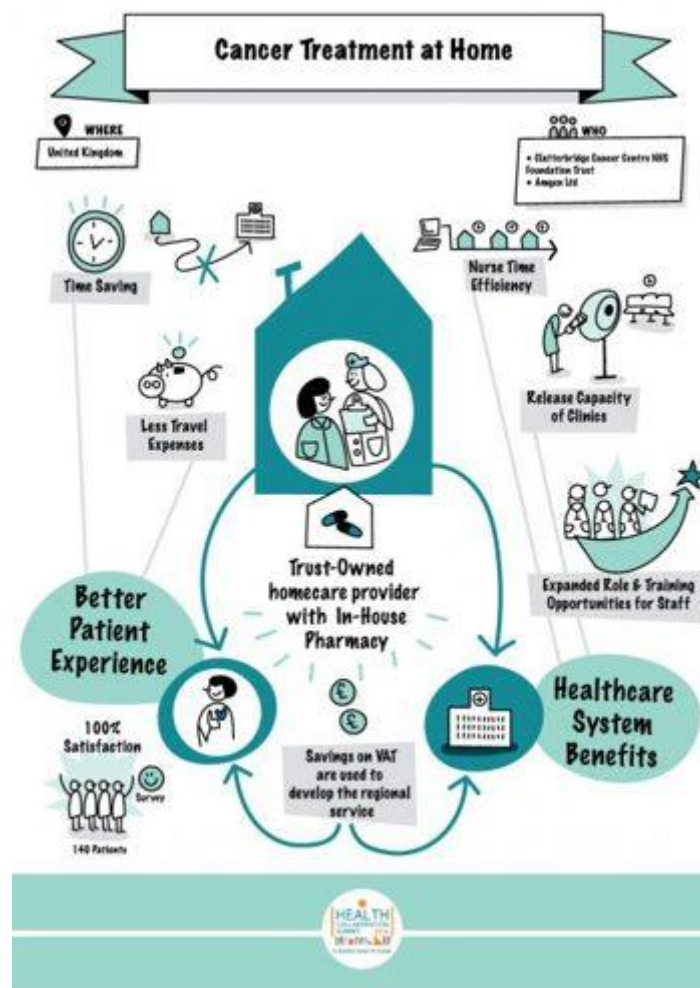 Cancer Treatment at Home
WHERE
United Kingdom
WHO
• Clatterbridge Cancer Centre NHS
Foundation Trust
• Amgen Ltd
Time Saving
Nurse Time
Efficiency
Less Travel
Expenses
Release Capacity
of Clinics
Expanded Role & Training
Opportunities for Staff
Trust-Owned
homecare provider
with In-House
Pharmacy
Better
Patient
Experience
Healthcare
System
Benefits
100%
Satisfaction
Survey
140 Patients
£
£
Savings on VAT
are used to
develop the regional
service
HEALTH